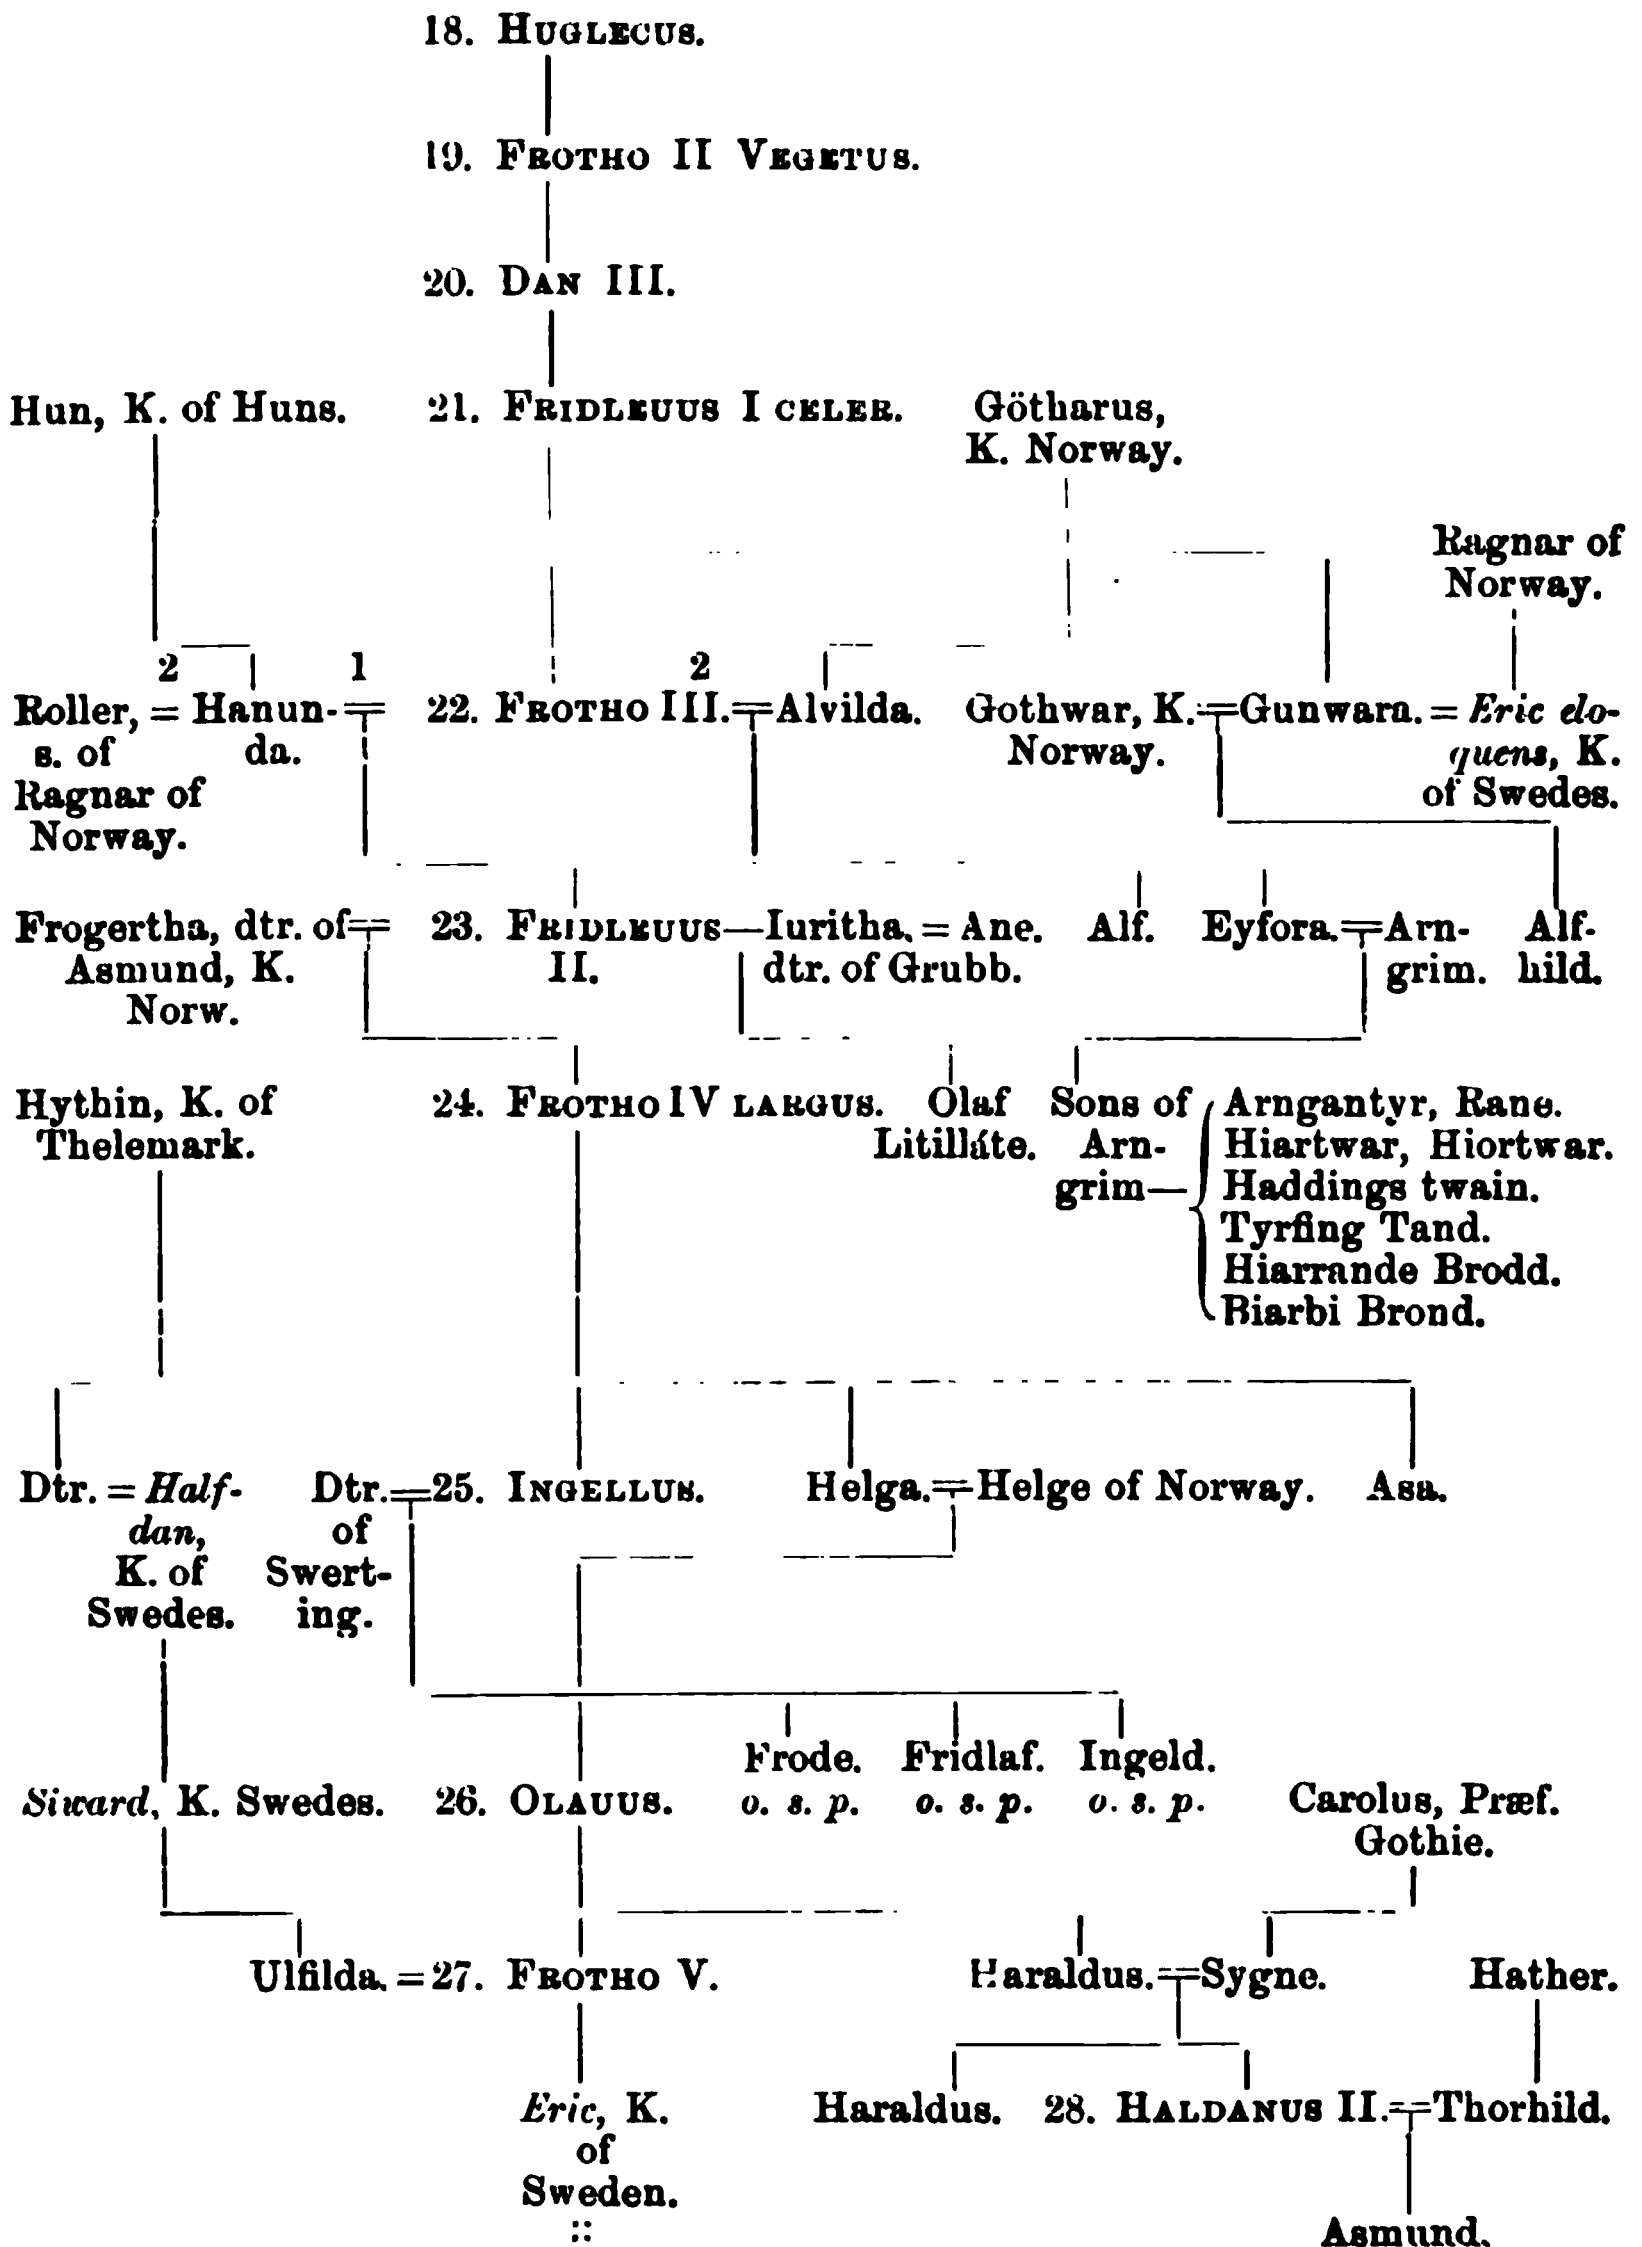 18. HUGLECUS.
19. FROTHO II VEGETUS.
20. DAN III.
Hun, K. of Huns. 21. FRIDLEUUS I CELER. Götharus,
K. Norway.
Ragnar of
Norway.
2 1 2
Roller, = Hanun- 22. FROTHO III. Alvilda. Gothwar, K. Gunwara. = Eric elo-
s. of da. Norway. quens, K.
Ragnar of of Swedes.
Norway.
Frogertha, dtr. of 23. FRIDLEUUS—Iuritha. = Ane. Alf. Eyfora. Arn- Alf-
Asmund, K. II. dtr. of Grubb. grim. hild.
Norw.
Hythin, K. of 24. FROTHO IV LARGUS. Olaf Sons of Arngantyr, Rane.
Thelemark. Litilláte. Arn- Hiartwar, Hiortwar.
grim— Haddings twain.
Tyrfing Tand.
Hiarrande Brodd.
Biarbi Brond.
Dtr. = Half- Dtr. 25. INGELLUS. Helga. Helge of Norway. Asa.
dan, of
K. of Swert-
Swedes. ing.
Frode. Fridlaf. Ingeld.
Siward, K. Swedes. 26. OLAUUS. o. s. p. o. s. p. o. s. p. Carolus, Præf.
Gothie.
Ulfilda. = 27. FROTHO V. Haraldus. Sygne. Hather.
Eric, K. Haraldus. 28. HALDANUS II. Thorhild.
of
Sweden.
Asmund.